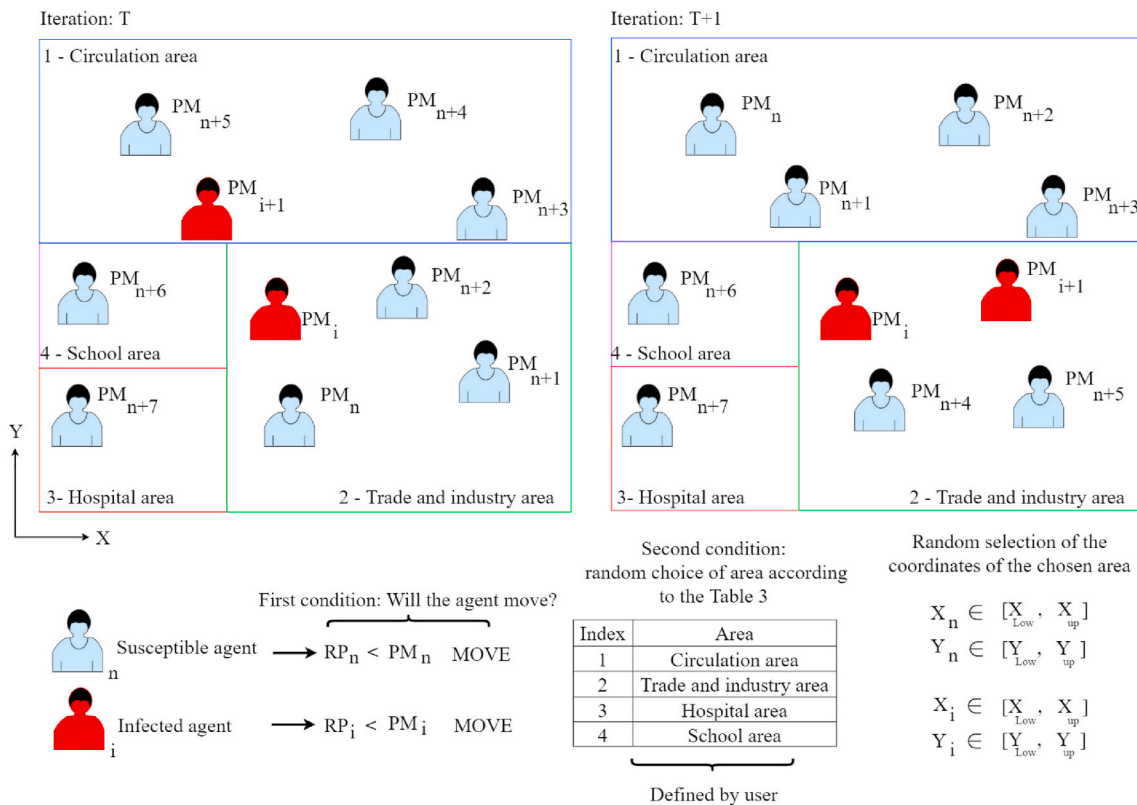 Iteration: T
1 - Circulation area
PM n+5
PM n+4
PM i+1
PM n+3
PM n+6
PM n+2
PM i
4 - School area
PM n+1
PM n+7
PM n
3- Hospital area
2 - Trade and industry area
Y
X
Iteration: T+1
1 - Circulation area
PM n
PM n+2
PM n+1
PM n+3
PM n+6
PM i+1
PM i
4 - School area
PM n+7
PM n+4
PM n+5
3- Hospital area
2 - Trade and industry area
First condition: Will the agent move?
n Susceptible agent RP n < PM n MOVE
i Infected agent RP i < PM i MOVE
Second condition:
random choice of area according
to the Table 3
Index Area
1 Circulation area
2 Trade and industry area
3 Hospital area
4 School area
Defined by user
Random selection of the
coordinates of the chosen area
X n ∈ [X Low, X up]
Y n ∈ [Y Low, Y up]
X i ∈ [X Low, X up]
Y i ∈ [Y Low, Y up]